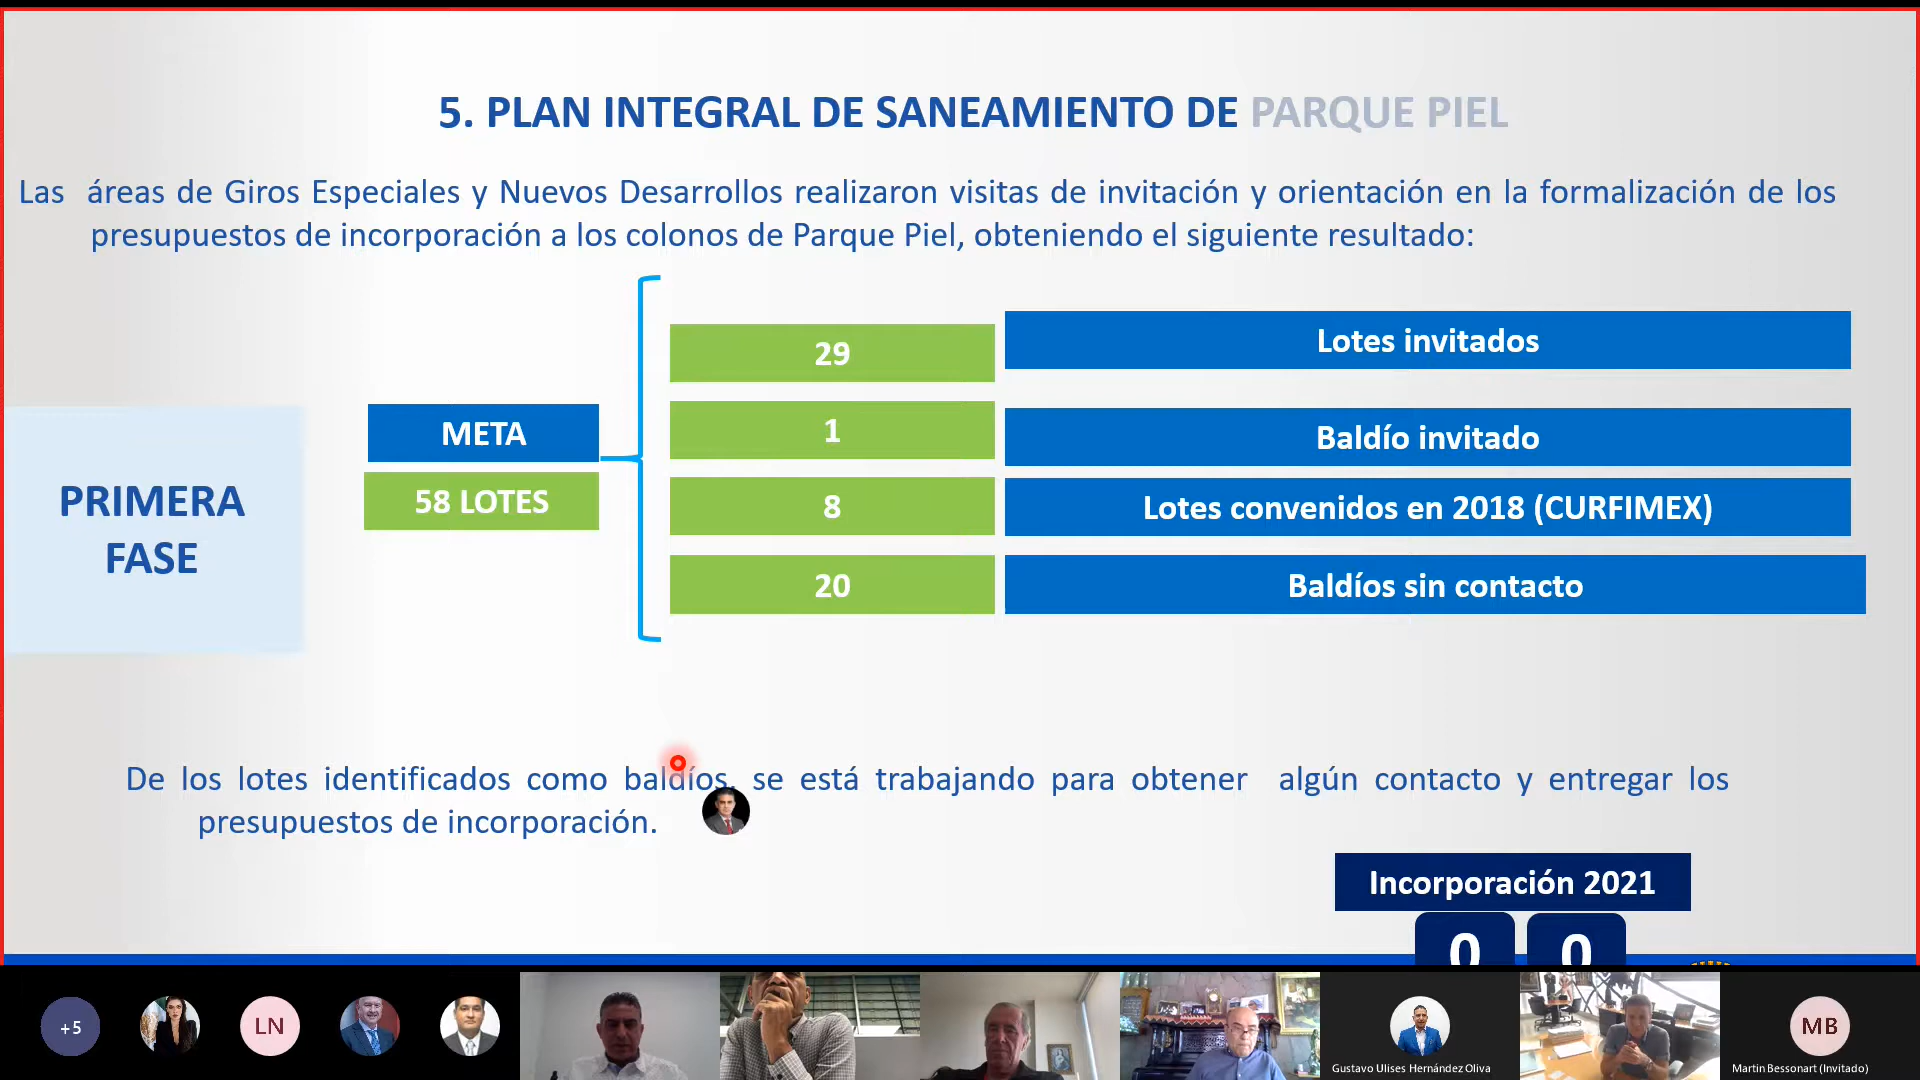 5. PLAN INTEGRAL DE SANEAMIENTO DE PARQUE PIEL
Las áreas de Giros Especiales y Nuevos Desarrollos realizaron visitas de invitación y orientación en la formalización de los
presupuestos de incorporación a los colonos de Parque Piel, obteniendo el siguiente resultado:
PRIMERA
FASE
META
58 LOTES
29 Lotes invitados
1 Baldío invitado
8 Lotes convenidos en 2018 (CURFIMEX)
20 Baldíos sin contacto
De los lotes identificados como baldíos, se está trabajando para obtener algún contacto y entregar los
presupuestos de incorporación.
Incorporación 2021
0 0
+5
LN
Gustavo Ulises Hernández Oliva
MB
Martin Bessonart (Invitado)